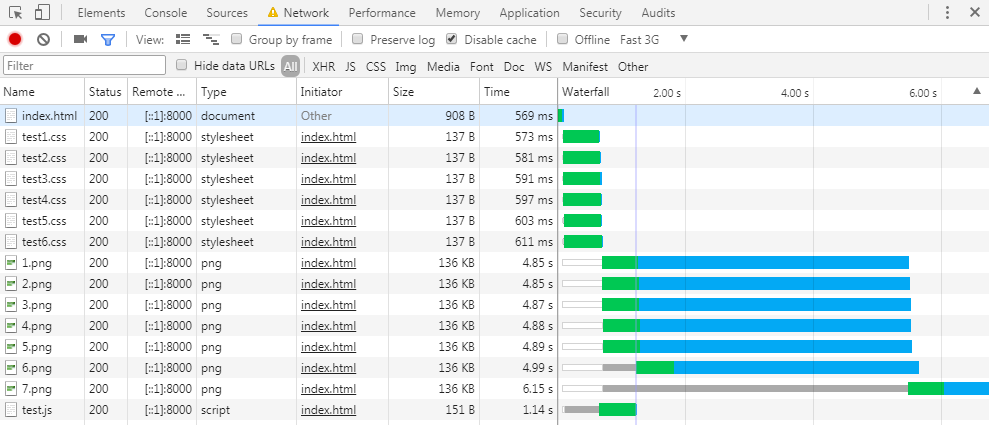 Elements Console Sources Network Performance Memory Application Security Audits
View: Group by frame Preserve log Disable cache Offline Fast 3G
Filter Hide data URLs All XHR JS CSS Img Media Font Doc WS Manifest Other
Name Status Remote ... Type Initiator Size Time Waterfall 2.00 s 4.00 s 6.00 s
index.html 200 [::1]:8000 document Other 908 B 569 ms
test1.css 200 [::1]:8000 stylesheet index.html 137 B 573 ms
test2.css 200 [::1]:8000 stylesheet index.html 137 B 581 ms
test3.css 200 [::1]:8000 stylesheet index.html 137 B 591 ms
test4.css 200 [::1]:8000 stylesheet index.html 137 B 597 ms
test5.css 200 [::1]:8000 stylesheet index.html 137 B 603 ms
test6.css 200 [::1]:8000 stylesheet index.html 137 B 611 ms
1.png 200 [::1]:8000 png index.html 136 KB 4.85 s
2.png 200 [::1]:8000 png index.html 136 KB 4.85 s
3.png 200 [::1]:8000 png index.html 136 KB 4.87 s
4.png 200 [::1]:8000 png index.html 136 KB 4.88 s
5.png 200 [::1]:8000 png index.html 136 KB 4.89 s
6.png 200 [::1]:8000 png index.html 136 KB 4.99 s
7.png 200 [::1]:8000 png index.html 136 KB 6.15 s
test.js 200 [::1]:8000 script index.html 151 B 1.14 s